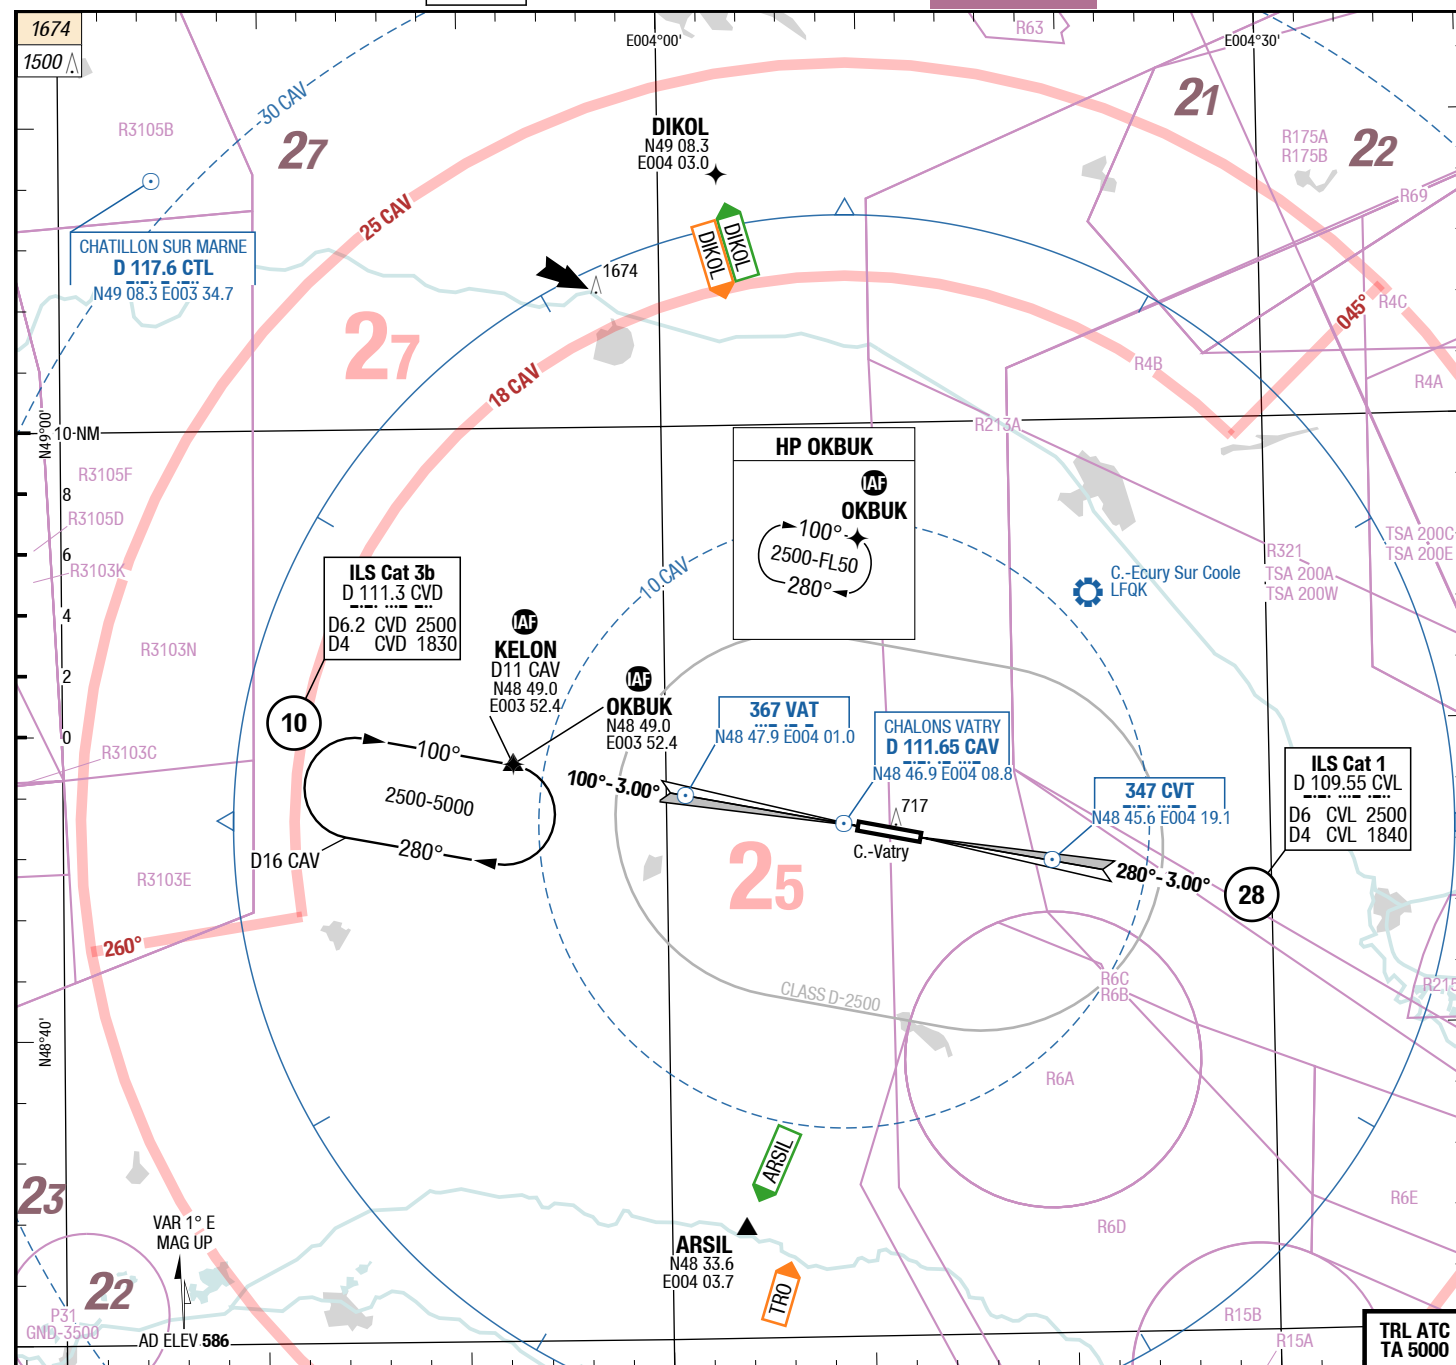 1674
1500
E004°00'
E004°30'
R63
30 CAV
R3105B
27
21
22
R175A
R175B
R69
DIKOL
N49 08.3
E004 03.0
25 CAV
CHATILLON SUR MARNE
D 117.6 CTL
N49 08.3 E003 34.7
DIKOL
DIKOL
1674
27
18 CAV
045°
R4C
R4B
R4A
R213A
N49°00'
10 NM
8
6
4
2
0
R3105F
R3105D
R3103K
R3103N
R3103C
R3103E
HP OKBUK
IAF
OKBUK
100°
2500-FL50
280°
10 CAV
C.-Ecury Sur Coole
LFQK
R321
TSA 200A
TSA 200W
TSA 200C
TSA 200E
ILS Cat 3b
D 111.3 CVD
D6.2 CVD 2500
D4 CVD 1830
10
IAF
KELON
D11 CAV
N48 49.0
E003 52.4
IAF
OKBUK
N48 49.0
E003 52.4
100°
2500-5000
280°
D16 CAV
100°-3.00°
367 VAT
N48 47.9 E004 01.0
CHALONS VATRY
D 111.65 CAV
N48 46.9 E004 08.8
717
C.-Vatry
347 CVT
N48 45.6 E004 19.1
280°-3.00°
ILS Cat 1
D 109.55 CVL
D6 CVL 2500
D4 CVL 1840
28
25
260°
CLASS D-2500
R6C
R6B
R215
R6A
N48°40'
ARSIL
23
VAR 1° E
MAG UP
R6E
R6D
ARSIL
N48 33.6
E004 03.7
TRO
22
P31
GND-3500
AD ELEV 586
R15B
R15A
TRL ATC
TA 5000